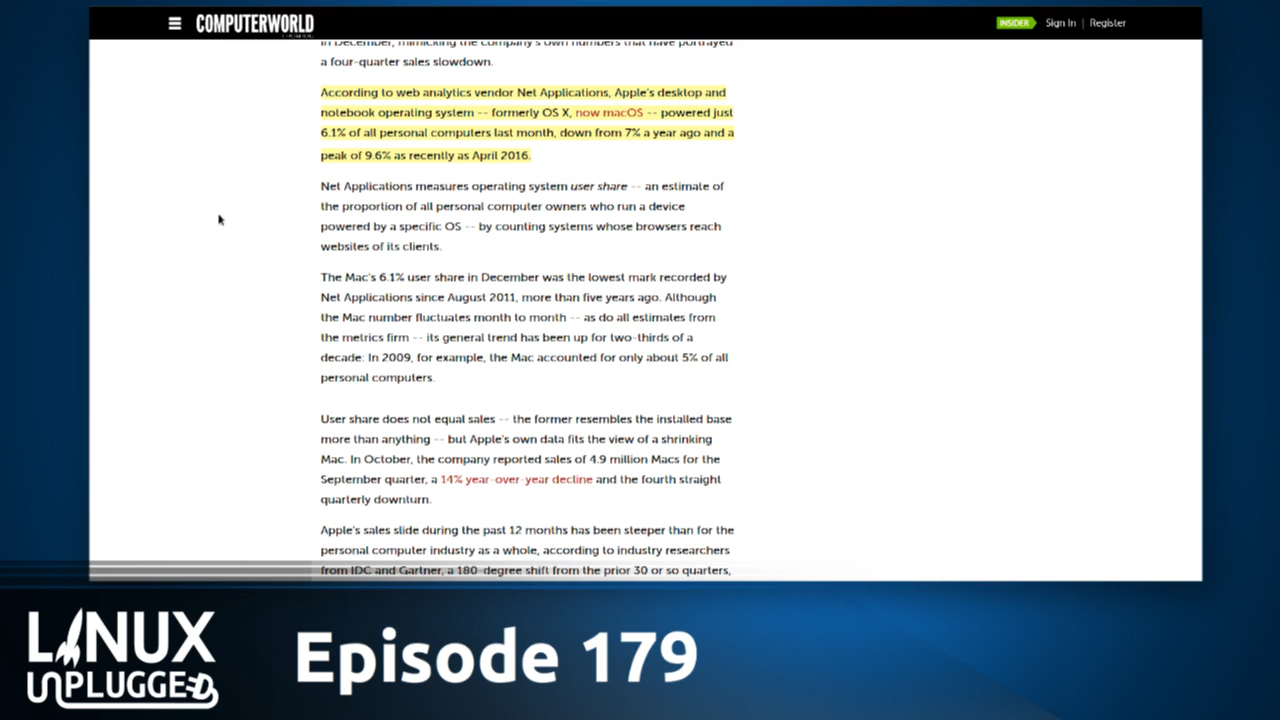 COMPUTERWORLD
INSIDER Sign In | Register
in December, mimicking the company's own numbers that have portrayed
a four-quarter sales slowdown.
According to web analytics vendor Net Applications, Apple's desktop and
notebook operating system -- formerly OS X, now macOS -- powered just
6.1% of all personal computers last month, down from 7% a year ago and a
peak of 9.6% as recently as April 2016.
Net Applications measures operating system user share -- an estimate of
the proportion of all personal computer owners who run a device
powered by a specific OS -- by counting systems whose browsers reach
websites of its clients.
The Mac's 6.1% user share in December was the lowest mark recorded by
Net Applications since August 2011, more than five years ago. Although
the Mac number fluctuates month to month -- as do all estimates from
the metrics firm -- its general trend has been up for two-thirds of a
decade: In 2009, for example, the Mac accounted for only about 5% of all
personal computers.
User share does not equal sales -- the former resembles the installed base
more than anything -- but Apple's own data fits the view of a shrinking
Mac. In October, the company reported sales of 4.9 million Macs for the
September quarter, a 14% year-over-year decline and the fourth straight
quarterly downturn.
Apple's sales slide during the past 12 months has been steeper than for the
personal computer industry as a whole, according to industry researchers
from IDC and Gartner, a 180-degree shift from the prior 30 or so quarters,
LINUX
UNPLUGGED
Episode 179